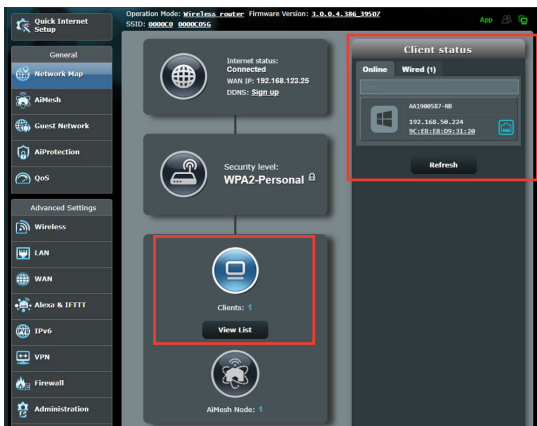 Quick Internet
Setup
General
Network Map
AiMesh
Guest Network
AiProtection
QoS
Advanced Settings
Wireless
LAN
WAN
Alexa & IFTTT
IPv6
VPN
Firewall
Administration
Operation Mode: Wireless router Firmware Version: 3.0.0.4.386_39507
SSID: 0000C0 0000C05G
App
Internet status:
Connected
WAN IP: 192.168.123.25
DDNS: Sign up
Security level:
WPA2-Personal
Clients: 1
View List
AiMesh Node: 1
Client status
Online Wired (1)
AA1900587-NB
192.168.50.224
9C:EB:E8:D9:31:20
Refresh